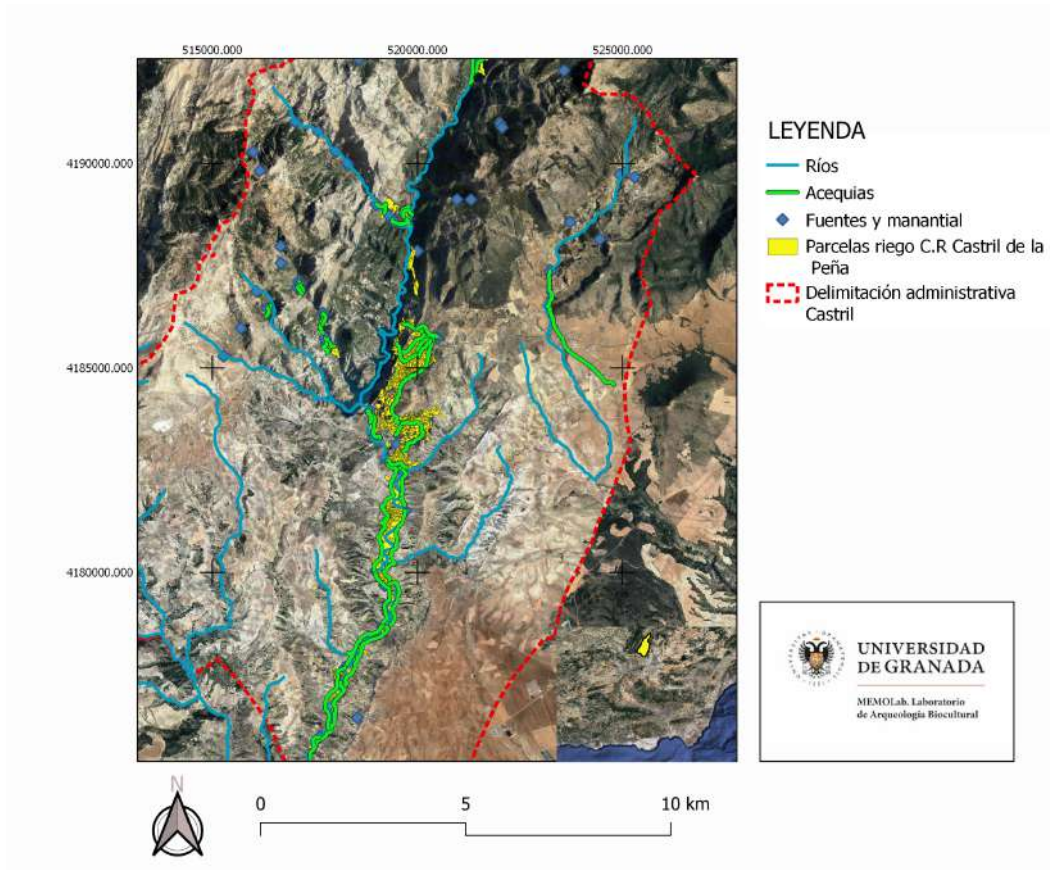 515000.000
520000.000
525000.000
4190000.000
4185000.000
4180000.000
LEYENDA
Ríos
Acequias
Fuentes y manantial
Parcelas riego C.R Castril de la
Peña
Delimitación administrativa
Castril
UNIVERSIDAD
DE GRANADA
MEMOLab. Laboratorio
de Arqueología Biocultural
N
0
5
10 km